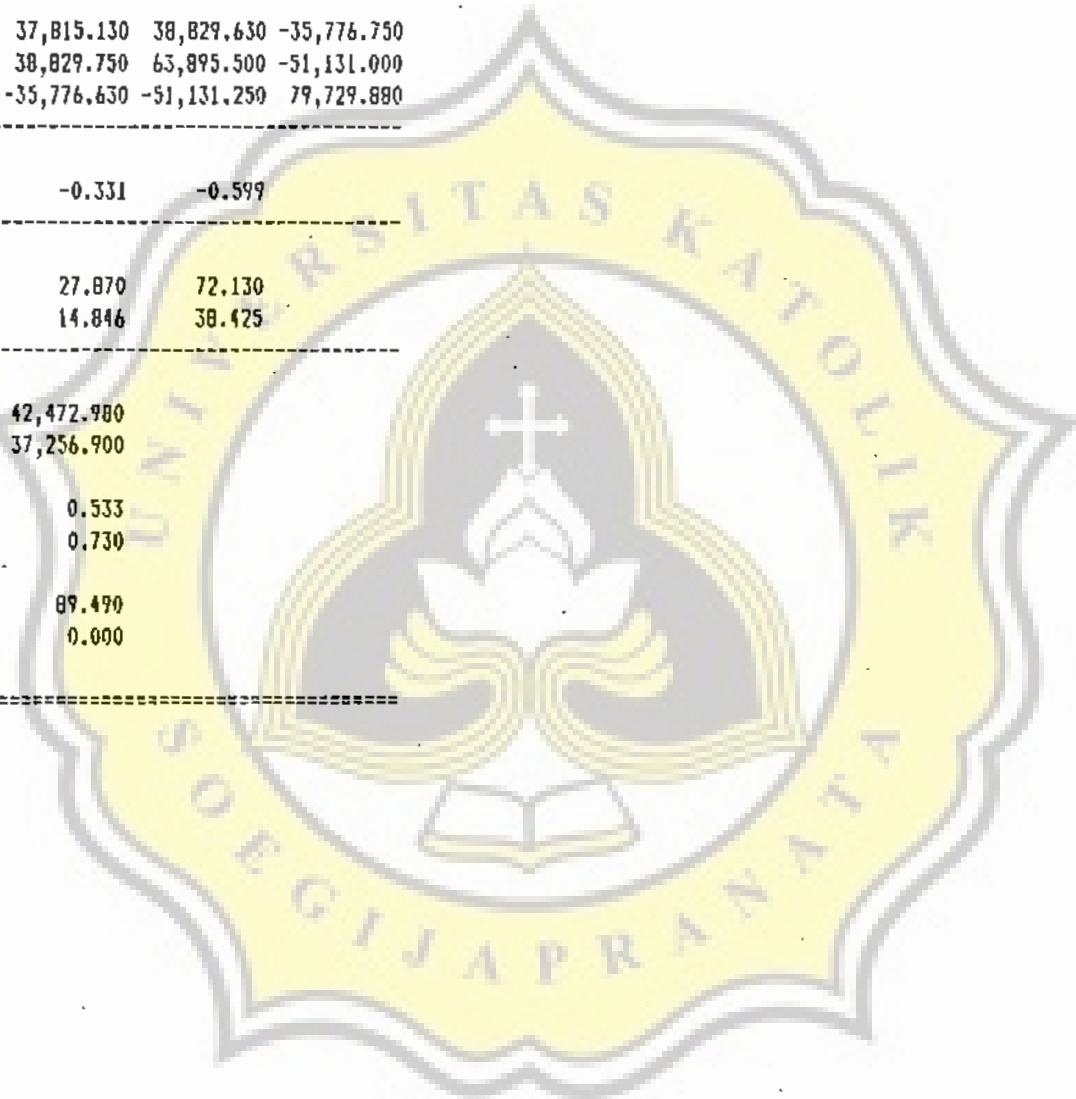 37,815.130 38,829.630 -35,776.750
38,829.750 63,895.500 -51,131.000
-35,776.630 -51,131.250 79,729.880
-0.331 -0.599
27.870 72.130
14.846 38.425
42,472.980
37,256.900
0.533
0.730
89.490
0.000
UNIVERSITAS KATOLIK
SOEGIJAPRANATA